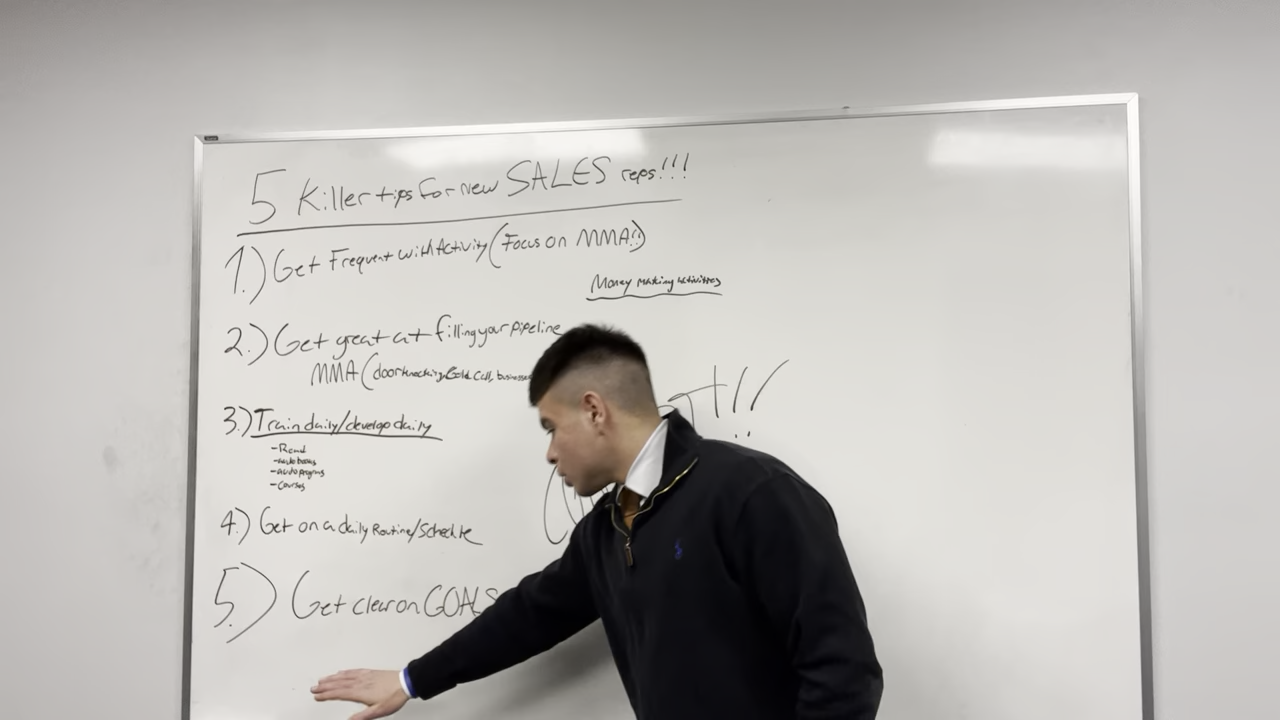 5 Killer tips for new SALES reps!!!
1.) Get Frequent with Activity (Focus on MMA!!)
Money Making Activities
2.) Get great at filling your pipeline
MMA (door knocking, Cold Call, business
3.) Train daily/develop daily
- Read
- Audio books
- Audio programs
- Courses
4.) Get on a daily Routine/Schedule
5.) Get clear on GOALS